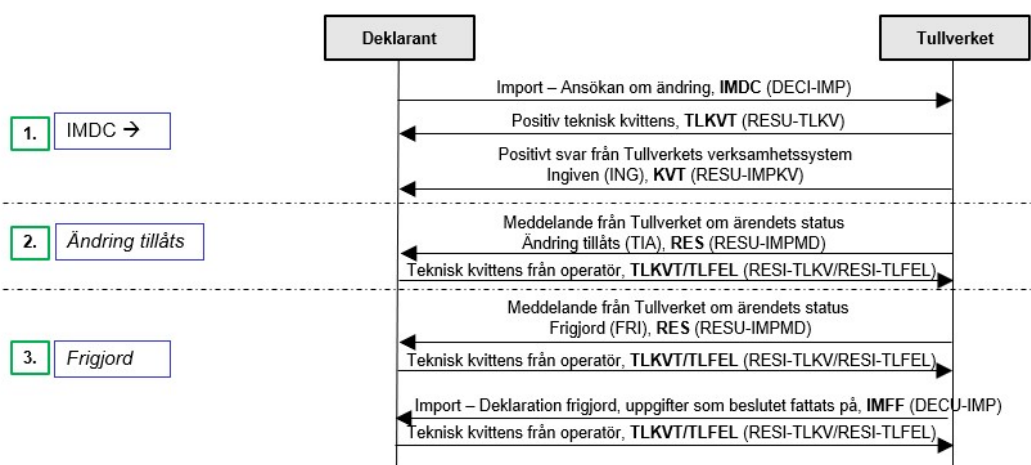 Deklarant
Tullverket
Import – Ansökan om ändring, IMDC (DECI-IMP)
1.
IMDC →
Positiv teknisk kvittens, TLKVT (RESU-TLKV)
Positivt svar från Tullverkets verksamhetssystem
Ingiven (ING), KVT (RESU-IMPKV)
2.
Ändring tillåts
Meddelande från Tullverket om ärendets status
Ändring tillåts (TIA), RES (RESU-IMPMD)
Teknisk kvittens från operatör, TLKVT/TLFEL (RESI-TLKV/RESI-TLFEL)
3.
Frigjord
Meddelande från Tullverket om ärendets status
Frigjord (FRI), RES (RESU-IMPMD)
Teknisk kvittens från operatör, TLKVT/TLFEL (RESI-TLKV/RESI-TLFEL)
Import – Deklaration frigjord, uppgifter som beslutet fattats på, IMFF (DECU-IMP)
Teknisk kvittens från operatör, TLKVT/TLFEL (RESI-TLKV/RESI-TLFEL)